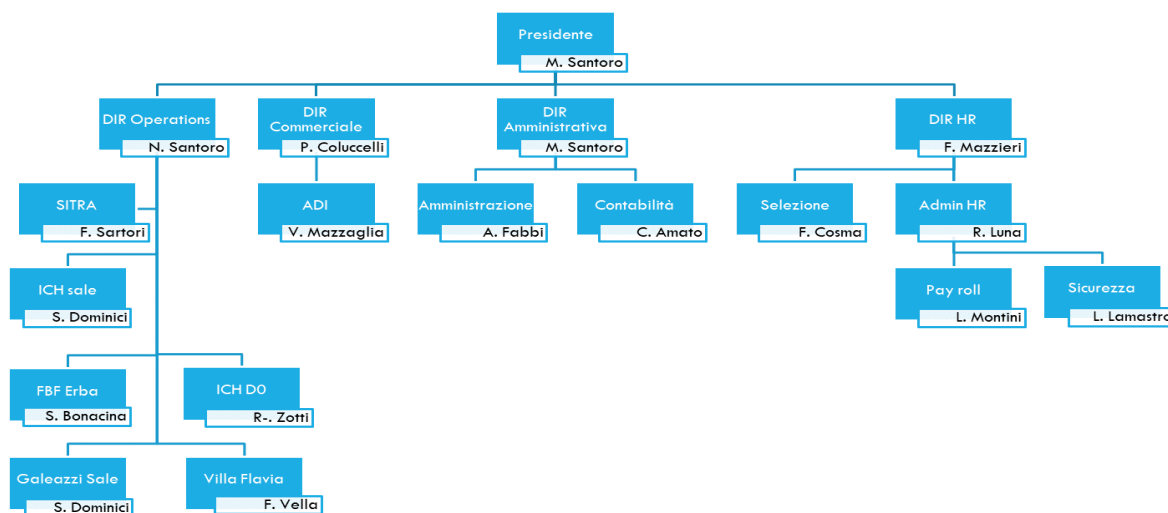 Presidente
M. Santoro
DIR Operations
N. Santoro
DIR
Commerciale
P. Coluccelli
DIR
Amministrativa
M. Santoro
DIR HR
F. Mazzieri
SITRA
F. Sartori
ADI
V. Mazzaglia
Amministrazione
A. Fabbi
Contabilità
C. Amato
Selezione
F. Cosma
Admin HR
R. Luna
ICH sale
S. Dominici
Pay roll
L. Montini
Sicurezza
L. Lamastra
FBF Erba
S. Bonacina
ICH D0
R-. Zotti
Galeazzi Sale
S. Dominici
Villa Flavia
F. Vella